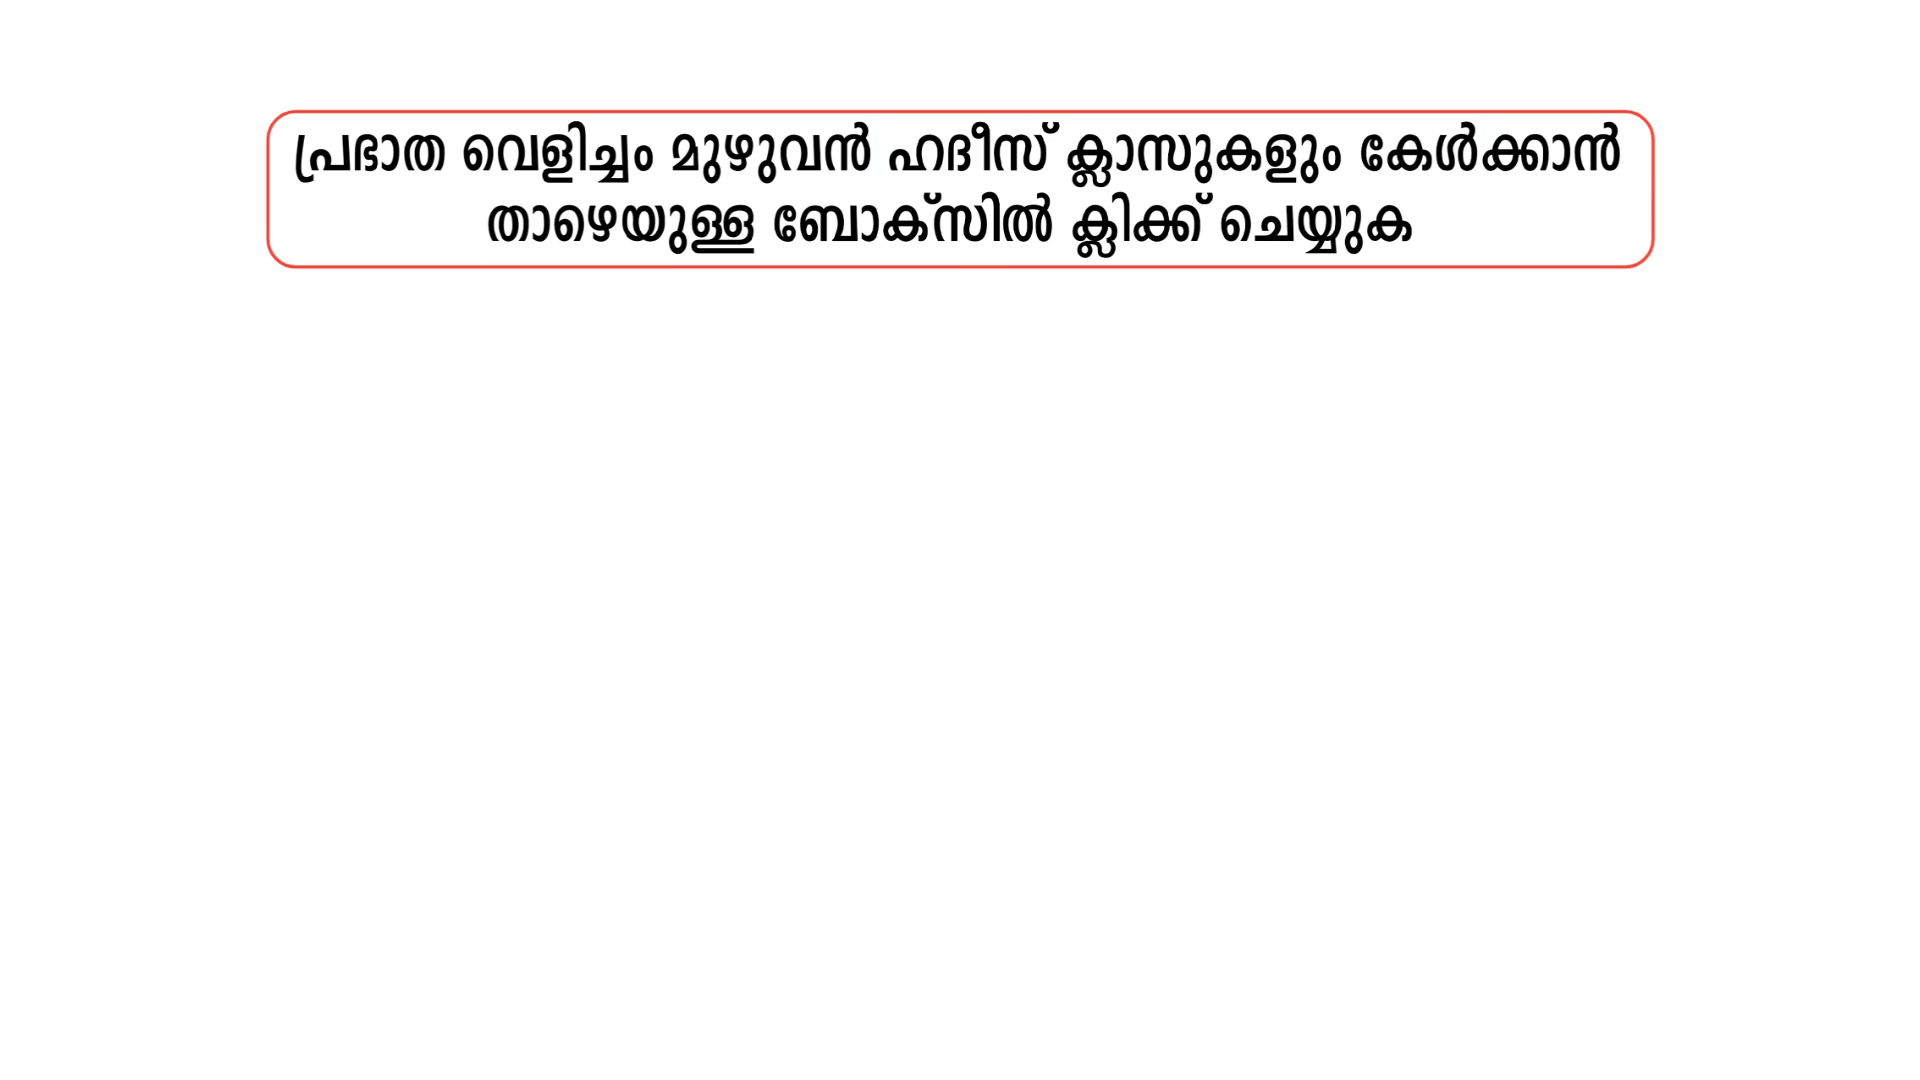 പ്രഭാത വെളിച്ചം മുഴുവൻ ഹദീസ് ക്ലാസുകളും കേൾക്കാൻ
താഴെയുള്ള ബോക്സിൽ ക്ലിക്ക് ചെയ്യുക